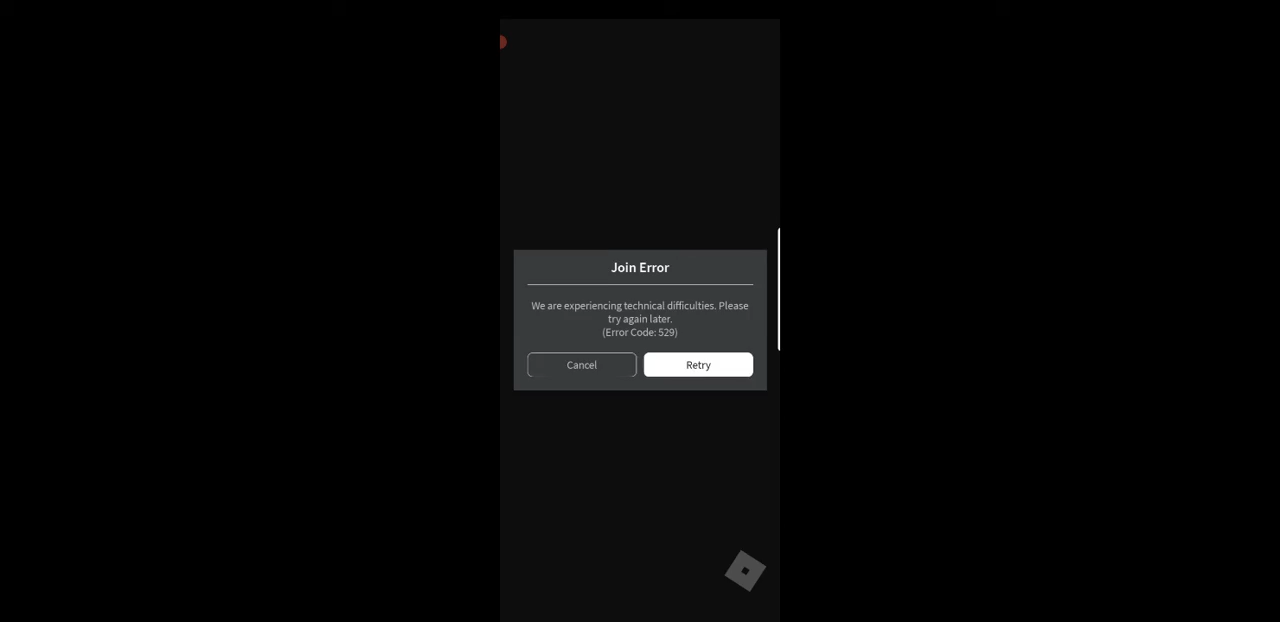 Join Error
We are experiencing technical difficulties. Please
try again later.
(Error Code: 529)
Cancel
Retry